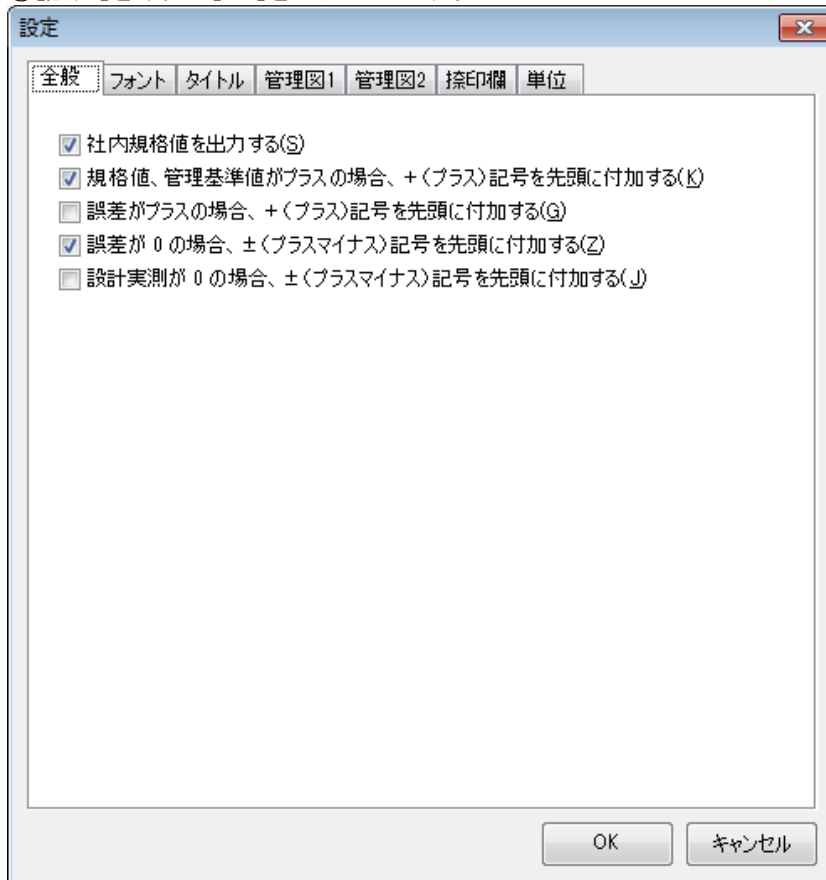 設定
全般 フォント タイトル 管理図1 管理図2 捺印欄 単位
社内規格値を出力する(S)
規格値、管理基準値がプラスの場合、+(プラス)記号を先頭に付加する(K)
誤差がプラスの場合、+(プラス)記号を先頭に付加する(G)
誤差が 0 の場合、±(プラスマイナス)記号を先頭に付加する(Z)
設計実測が 0 の場合、±(プラスマイナス)記号を先頭に付加する(J)
OK キャンセル